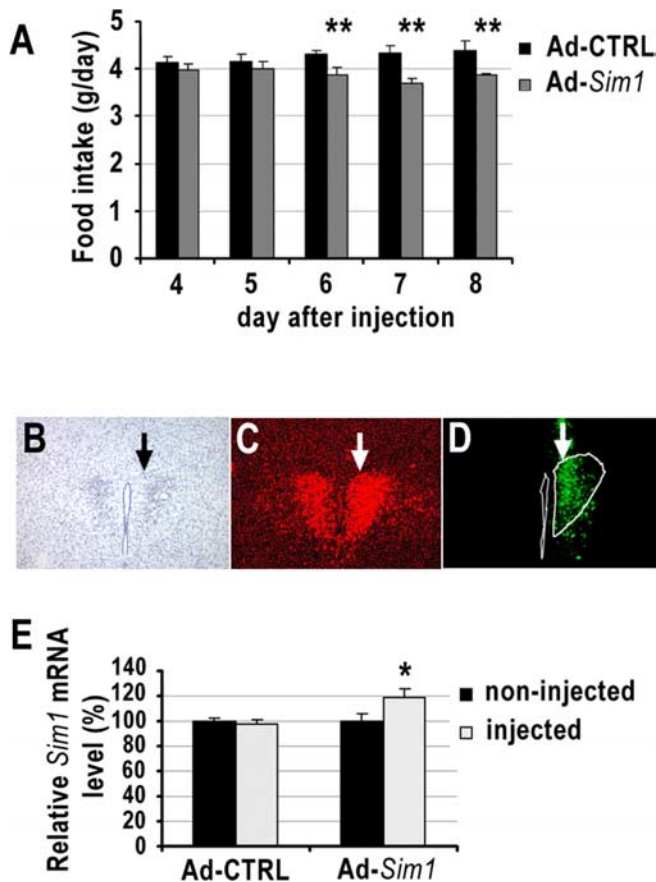 A
Food intake (g/day)
5
4
3
2
1
0
** ** **
Ad-CTRL
Ad-Sim1
4 5 6 7 8
day after injection
B C D
E
Relative Sim1 mRNA
level (%)
140
120
100
80
60
40
20
0
*
non-injected
injected
Ad-CTRL Ad-Sim1